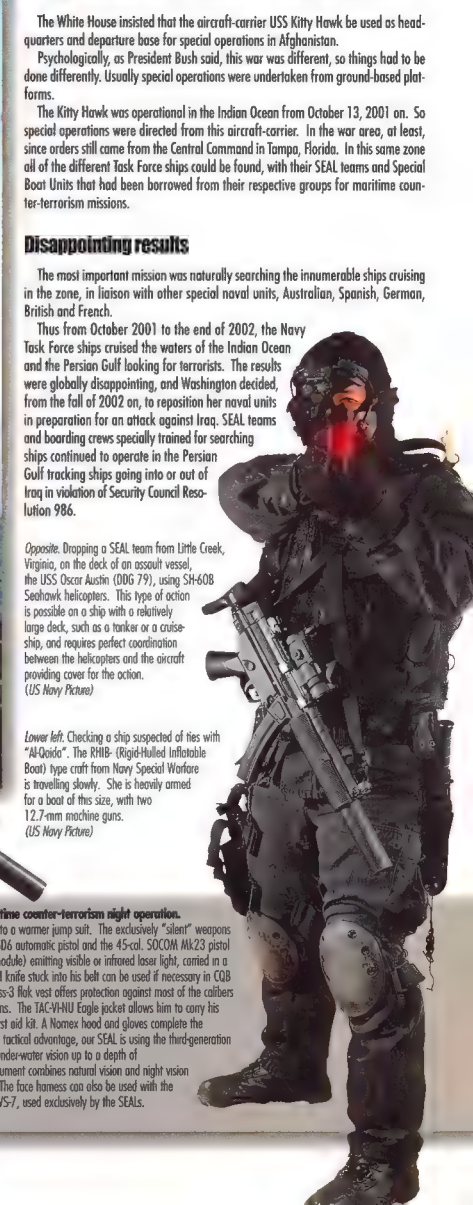 The White House insisted that the aircraft-carrier USS Kitty Hawk be used as head-
quarters and departure base for special operations in Afghanistan.
Psychologically, as President Bush said, this war was different, so things had to be
done differently. Usually special operations were undertaken from ground-based plat-
forms.
The Kitty Hawk was operational in the Indian Ocean from October 13, 2001 on. So
special operations were directed from this aircraft-carrier. In the war area, at least,
since orders still came from the Central Command in Tampa, Florida. In this same zone
all of the different Task Force ships could be found, with their SEAL teams and Special
Boat Units that had been borrowed from their respective groups for maritime coun-
ter-terrorism missions.
Disappointing results
The most important mission was naturally searching the innumerable ships cruising
in the zone, in liaison with other special naval units, Australian, Spanish, German,
British and French.
Thus from October 2001 to the end of 2002, the Navy
Task Force ships cruised the waters of the Indian Ocean
and the Persian Gulf looking for terrorists. The results
were globally disappointing, and Washington decided,
from the fall of 2002 on, to reposition her naval units
in preparation for an attack against Iraq. SEAL teams
and boarding crews specially trained for searching
ships continued to operate in the Persian
Gulf tracking ships going into or out of
Iraq in violation of Security Council Reso-
lution 986.
Opposite. Dropping a SEAL team from Little Creek,
Virginia, on the deck of an assault vessel,
the USS Oscar Austin (DDG 79), using SH-60B
Seahawk helicopters. This type of action
is possible on a ship with a relatively
large deck, such as a tanker or a cruise-
ship, and requires perfect coordination
between the helicopters and the aircraft
providing cover for the action.
(US Navy Picture)
Lower left. Checking a ship suspected of ties with
"Al-Qaida". The RHIB- (Rigid-Hulled Inflatable
Boat) type craft from Navy Special Warfare
is travelling slowly. She is heavily armed
for a boat of this size, with two
12.7-mm machine guns.
(US Navy Picture)
time counter-terrorism night operation.
to a warmer jump suit. The exclusively "silent" weapons
D6 automatic pistol and the 45-cal. SOCOM Mk23 pistol
module) emitting visible or infrared laser light, carried in a
knife stuck into his belt can be used if necessary in CQB
ss-3 flak vest offers protection against most of the calibers
ns. The TAC-VI-NU Eagle jacket allows him to carry his
rst aid kit. A Nomex hood and gloves complete the
tactical advantage, our SEAL is using the third-generation
under-water vision up to a depth of
ument combines natural vision and night vision
The face harness can also be used with the
VS-7, used exclusively by the SEALs.